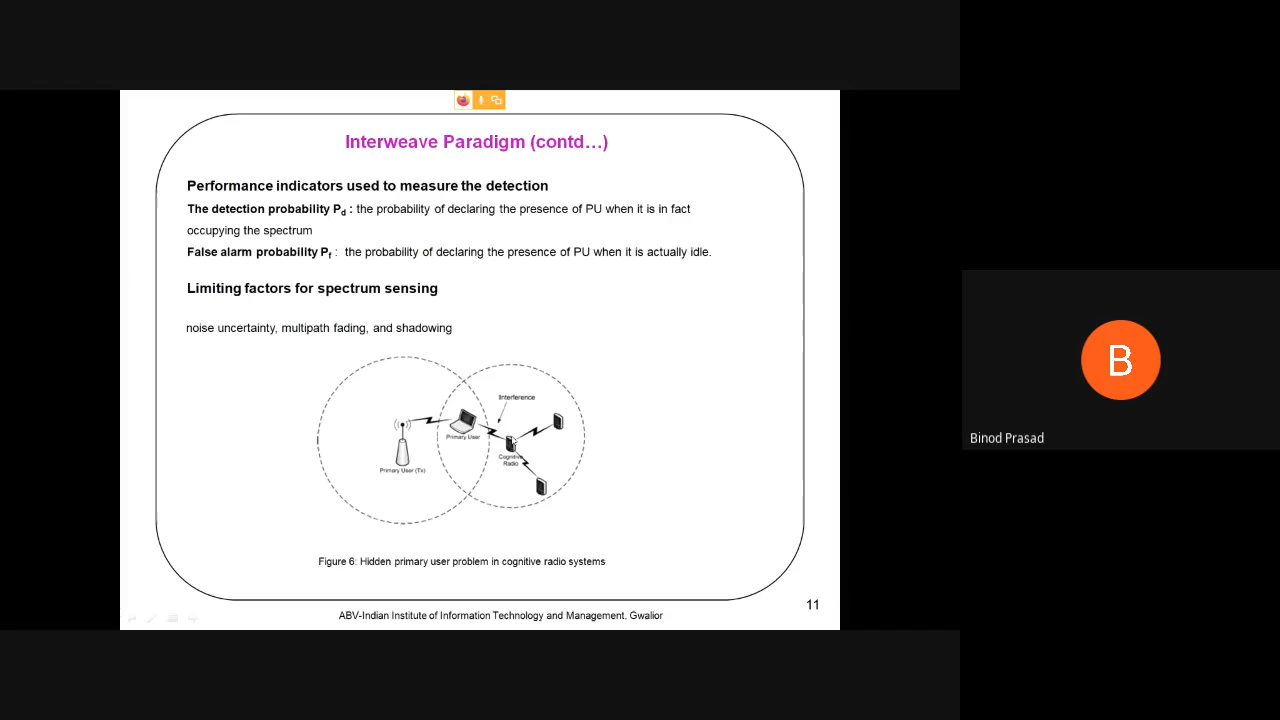 Interweave Paradigm (contd…)
Performance indicators used to measure the detection
The detection probability Pd : the probability of declaring the presence of PU when it is in fact
occupying the spectrum
False alarm probability Pf : the probability of declaring the presence of PU when it is actually idle.
Limiting factors for spectrum sensing
noise uncertainty, multipath fading, and shadowing
Interference
Primary User
Cognitive
Radio
Primary User (Tx)
Figure 6: Hidden primary user problem in cognitive radio systems
11
ABV-Indian Institute of Information Technology and Management, Gwalior
B
Binod Prasad